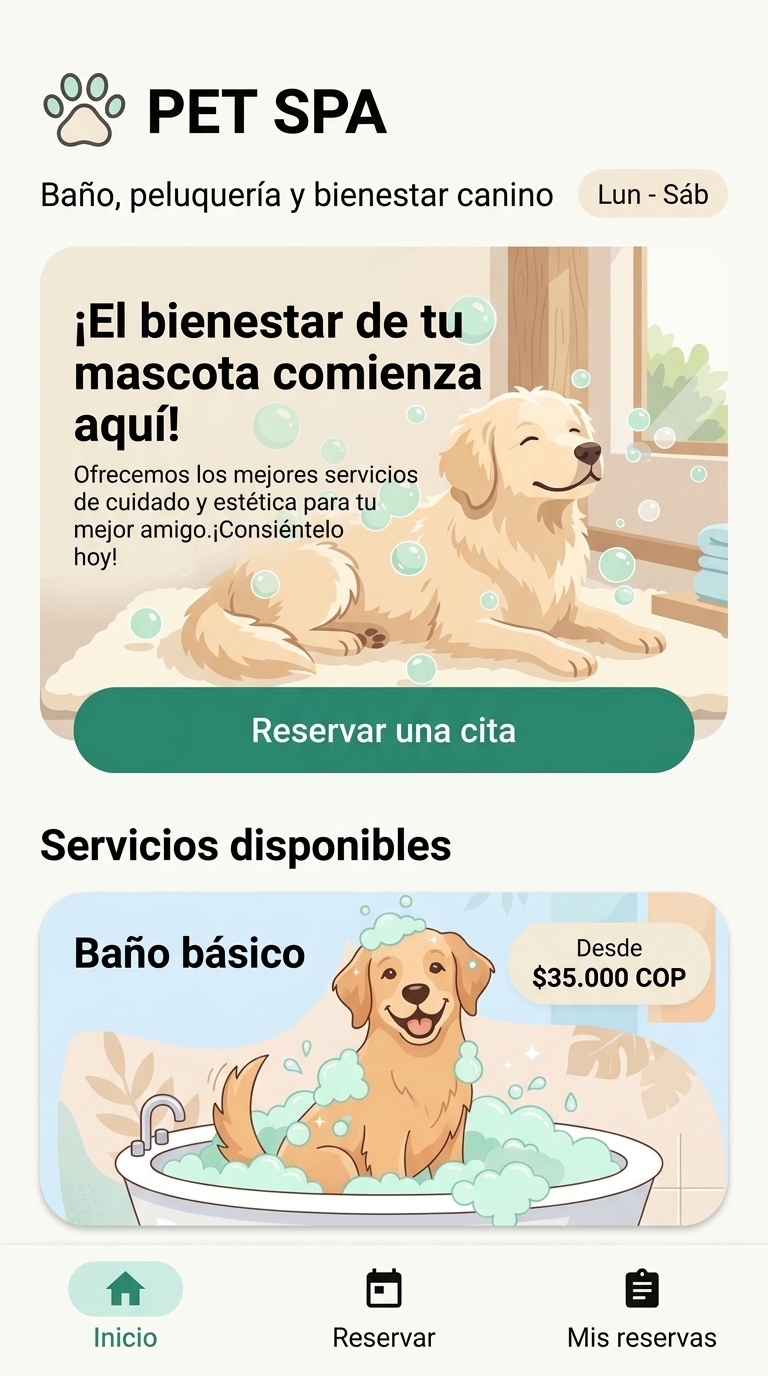 PET SPA
Baño, peluquería y bienestar canino
Lun - Sáb
¡El bienestar de tu
mascota comienza
aquí!
Ofrecemos los mejores servicios
de cuidado y estética para tu
mejor amigo.¡Consiéntelo
hoy!
Reservar una cita
Servicios disponibles
Baño básico
Desde
$35.000 COP
Inicio
Reservar
Mis reservas